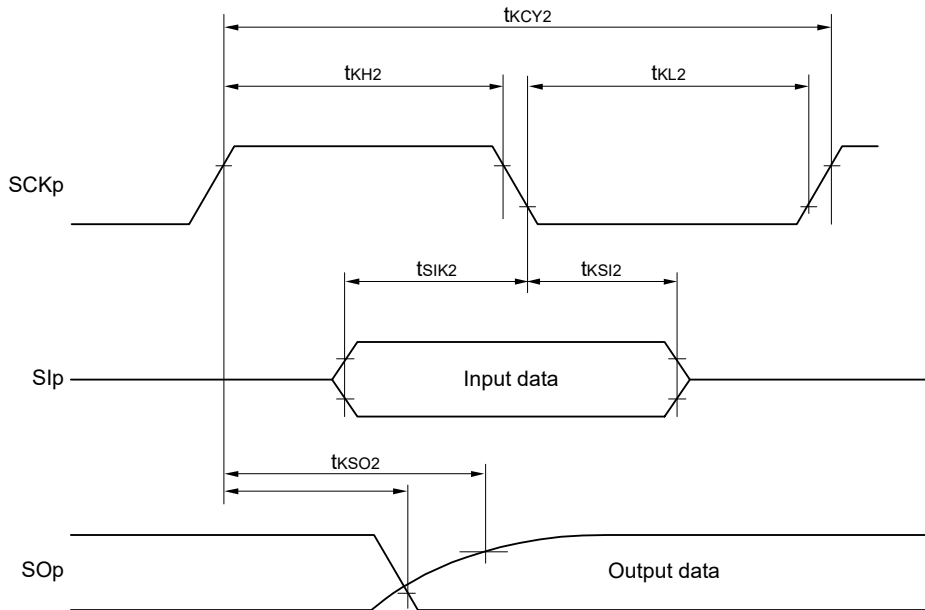 tKCY2
tKH2
tKL2
SCKp
tSIK2
tKSI2
SIp
Input data
tKSO2
SOp
Output data